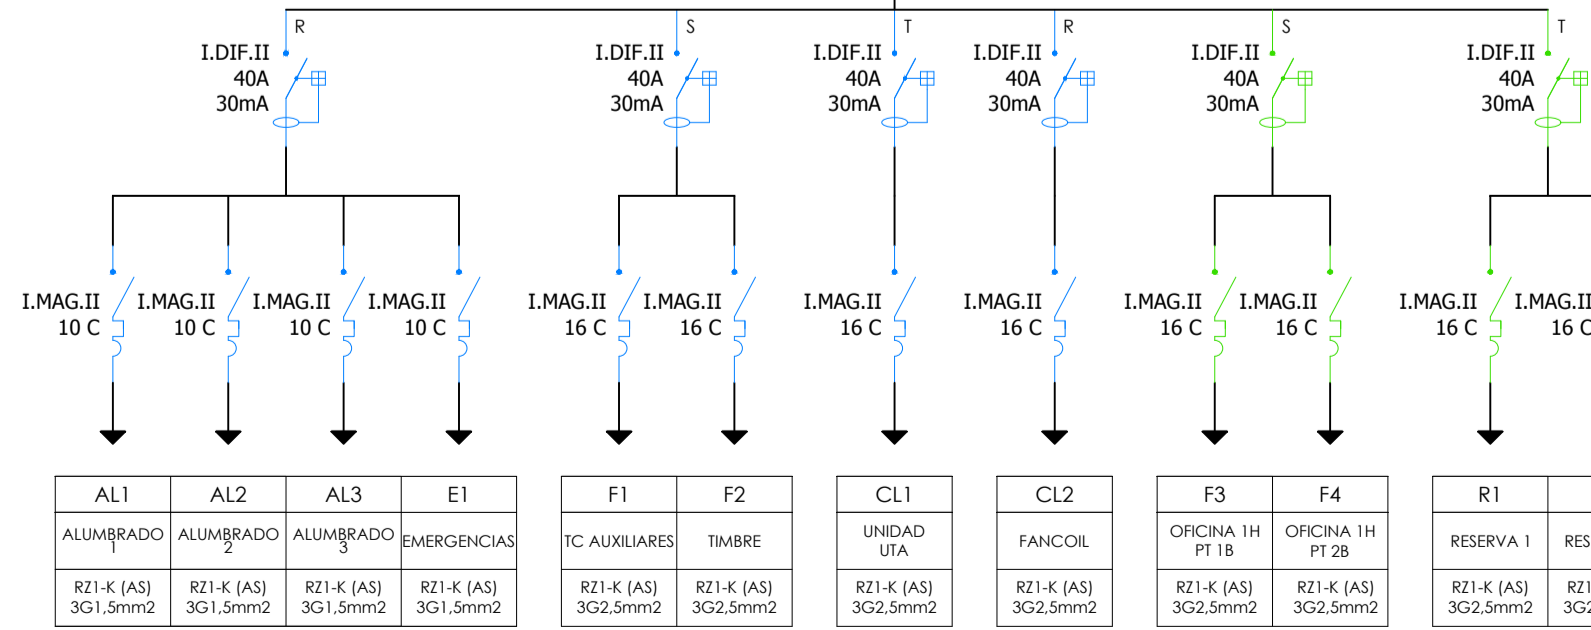 R
S
T
R
S
T
I.DIF.II
40A
30mA
I.DIF.II
40A
30mA
I.DIF.II
40A
30mA
I.DIF.II
40A
30mA
I.DIF.II
40A
30mA
I.DIF.II
40A
30mA
I.MAG.II
10 C
I.MAG.II
10 C
I.MAG.II
10 C
I.MAG.II
10 C
I.MAG.II
16 C
I.MAG.II
16 C
I.MAG.II
16 C
I.MAG.II
16 C
I.MAG.II
16 C
I.MAG.II
16 C
I.MAG.II
16 C
I.MAG.II
16 C
AL1
ALUMBRADO
1
RZ1-K (AS)
3G1,5mm2
AL2
ALUMBRADO
2
RZ1-K (AS)
3G1,5mm2
AL3
ALUMBRADO
3
RZ1-K (AS)
3G1,5mm2
E1
EMERGENCIAS
RZ1-K (AS)
3G1,5mm2
F1
TC AUXILIARES
RZ1-K (AS)
3G2,5mm2
F2
TIMBRE
RZ1-K (AS)
3G2,5mm2
CL1
UNIDAD
UTA
RZ1-K (AS)
3G2,5mm2
CL2
FANCOIL
RZ1-K (AS)
3G2,5mm2
F3
OFICINA 1H
PT 1B
RZ1-K (AS)
3G2,5mm2
F4
OFICINA 1H
PT 2B
RZ1-K (AS)
3G2,5mm2
R1
RESERVA 1
RZ1-K (AS)
3G2,5mm2